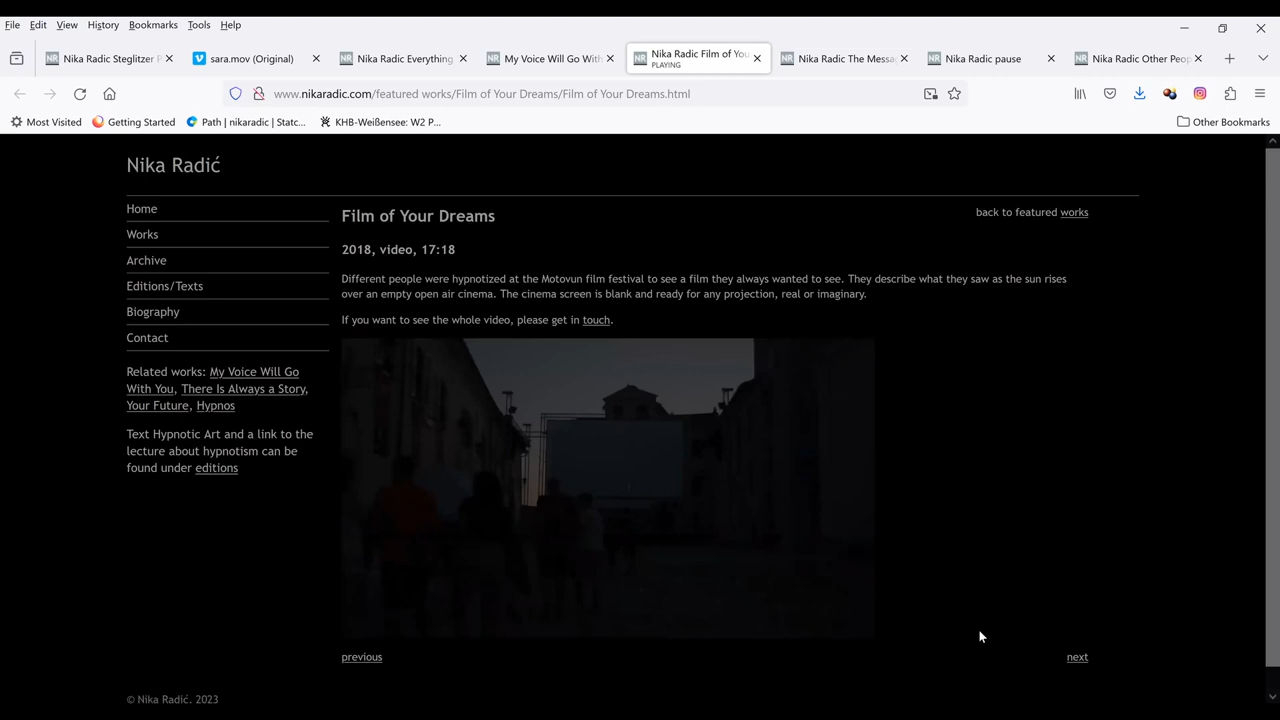 File Edit View History Bookmarks Tools Help
Nika Radic Steglitzer P
sara.mov (Original)
Nika Radic Everything
My Voice Will Go With
Nika Radic Film of You
PLAYING
Nika Radic The Messa
Nika Radic pause
Nika Radic Other Peop
www.nikaradic.com/featured works/Film of Your Dreams/Film of Your Dreams.html
Most Visited
Getting Started
Path | nikaradic | Statc...
KHB-Weißensee: W2 P...
Other Bookmarks
Nika Radić
Home
Works
Archive
Editions/Texts
Biography
Contact
Related works: My Voice Will Go
With You, There Is Always a Story,
Your Future, Hypnos
Text Hypnotic Art and a link to the
lecture about hypnotism can be
found under editions
Film of Your Dreams
back to featured works
2018, video, 17:18
Different people were hypnotized at the Motovun film festival to see a film they always wanted to see. They describe what they saw as the sun rises
over an empty open air cinema. The cinema screen is blank and ready for any projection, real or imaginary.
If you want to see the whole video, please get in touch.
previous
next
© Nika Radić. 2023